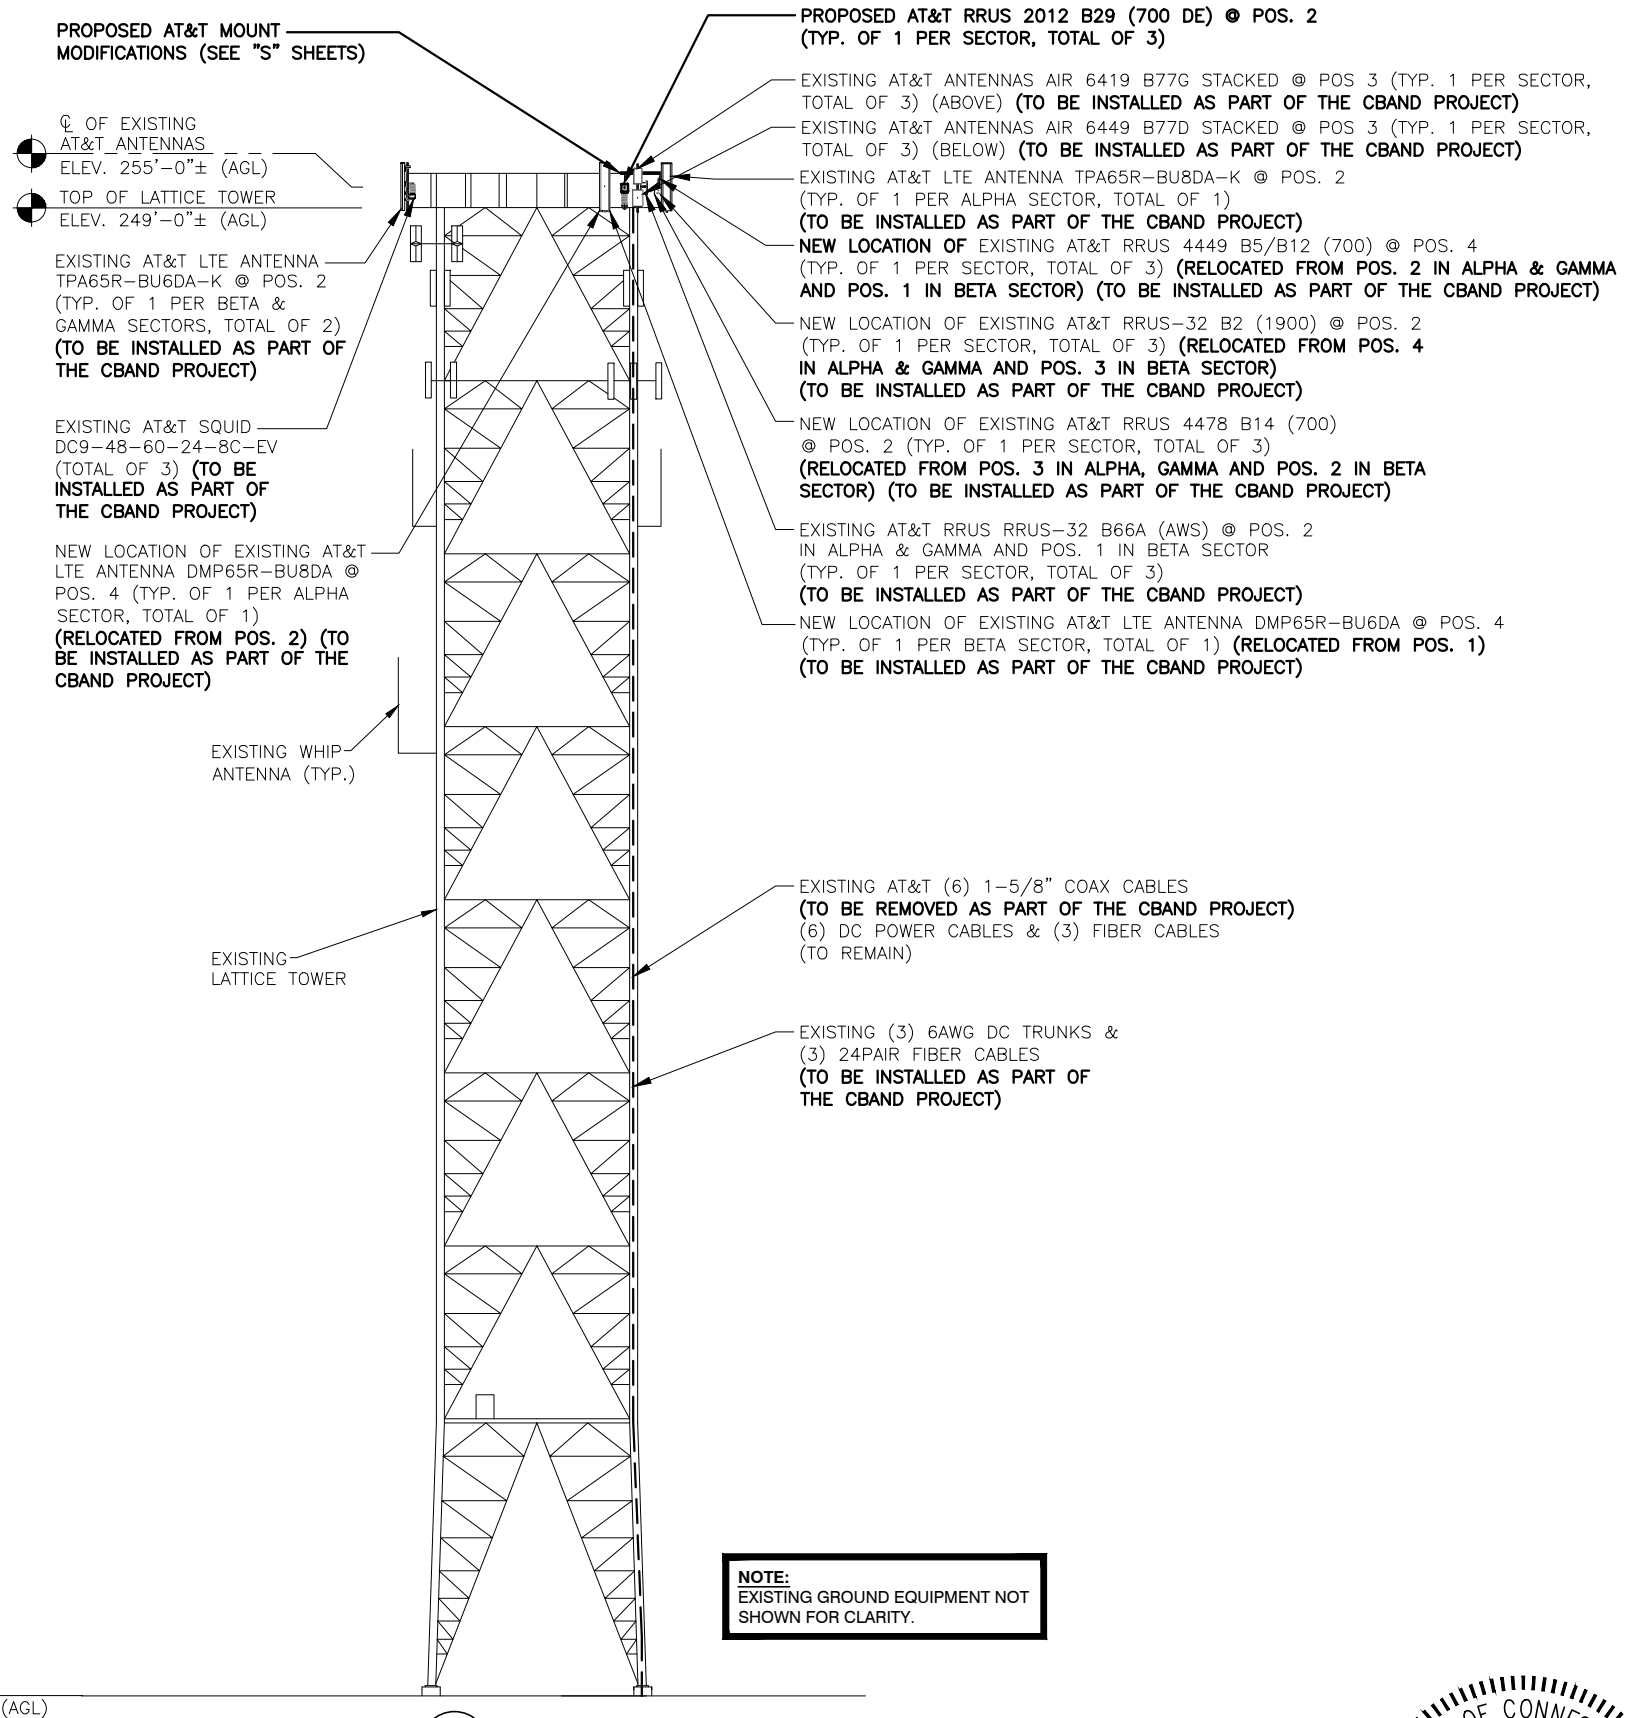 PROPOSED AT&T MOUNT
MODIFICATIONS (SEE "S" SHEETS)
℄ OF EXISTING
AT&T ANTENNAS
ELEV. 255'-0"± (AGL)
TOP OF LATTICE TOWER
ELEV. 249'-0"± (AGL)
EXISTING AT&T LTE ANTENNA
TPA65R-BU6DA-K @ POS. 2
(TYP. OF 1 PER BETA &
GAMMA SECTORS, TOTAL OF 2)
(TO BE INSTALLED AS PART OF
THE CBAND PROJECT)
EXISTING AT&T SQUID
DC9-48-60-24-8C-EV
(TOTAL OF 3) (TO BE
INSTALLED AS PART OF
THE CBAND PROJECT)
NEW LOCATION OF EXISTING AT&T
LTE ANTENNA DMP65R-BU8DA @
POS. 4 (TYP. OF 1 PER ALPHA
SECTOR, TOTAL OF 1)
(RELOCATED FROM POS. 2) (TO
BE INSTALLED AS PART OF THE
CBAND PROJECT)
EXISTING WHIP
ANTENNA (TYP.)
EXISTING
LATTICE TOWER
PROPOSED AT&T RRUS 2012 B29 (700 DE) @ POS. 2
(TYP. OF 1 PER SECTOR, TOTAL OF 3)
EXISTING AT&T ANTENNAS AIR 6419 B77G STACKED @ POS 3 (TYP. 1 PER SECTOR,
TOTAL OF 3) (ABOVE) (TO BE INSTALLED AS PART OF THE CBAND PROJECT)
EXISTING AT&T ANTENNAS AIR 6449 B77D STACKED @ POS 3 (TYP. 1 PER SECTOR,
TOTAL OF 3) (BELOW) (TO BE INSTALLED AS PART OF THE CBAND PROJECT)
EXISTING AT&T LTE ANTENNA TPA65R-BU8DA-K @ POS. 2
(TYP. OF 1 PER ALPHA SECTOR, TOTAL OF 1)
(TO BE INSTALLED AS PART OF THE CBAND PROJECT)
NEW LOCATION OF EXISTING AT&T RRUS 4449 B5/B12 (700) @ POS. 4
(TYP. OF 1 PER SECTOR, TOTAL OF 3) (RELOCATED FROM POS. 2 IN ALPHA & GAMMA
AND POS. 1 IN BETA SECTOR) (TO BE INSTALLED AS PART OF THE CBAND PROJECT)
NEW LOCATION OF EXISTING AT&T RRUS-32 B2 (1900) @ POS. 2
(TYP. OF 1 PER SECTOR, TOTAL OF 3) (RELOCATED FROM POS. 4
IN ALPHA & GAMMA AND POS. 3 IN BETA SECTOR)
(TO BE INSTALLED AS PART OF THE CBAND PROJECT)
NEW LOCATION OF EXISTING AT&T RRUS 4478 B14 (700)
@ POS. 2 (TYP. OF 1 PER SECTOR, TOTAL OF 3)
(RELOCATED FROM POS. 3 IN ALPHA, GAMMA AND POS. 2 IN BETA
SECTOR) (TO BE INSTALLED AS PART OF THE CBAND PROJECT)
EXISTING AT&T RRUS RRUS-32 B66A (AWS) @ POS. 2
IN ALPHA & GAMMA AND POS. 1 IN BETA SECTOR
(TYP. OF 1 PER SECTOR, TOTAL OF 3)
(TO BE INSTALLED AS PART OF THE CBAND PROJECT)
NEW LOCATION OF EXISTING AT&T LTE ANTENNA DMP65R-BU6DA @ POS. 4
(TYP. OF 1 PER BETA SECTOR, TOTAL OF 1) (RELOCATED FROM POS. 1)
(TO BE INSTALLED AS PART OF THE CBAND PROJECT)
EXISTING AT&T (6) 1-5/8" COAX CABLES
(TO BE REMOVED AS PART OF THE CBAND PROJECT)
(6) DC POWER CABLES & (3) FIBER CABLES
(TO REMAIN)
EXISTING (3) 6AWG DC TRUNKS &
(3) 24PAIR FIBER CABLES
(TO BE INSTALLED AS PART OF
THE CBAND PROJECT)
NOTE:
EXISTING GROUND EQUIPMENT NOT
SHOWN FOR CLARITY.
(AGL)
OF CONNE